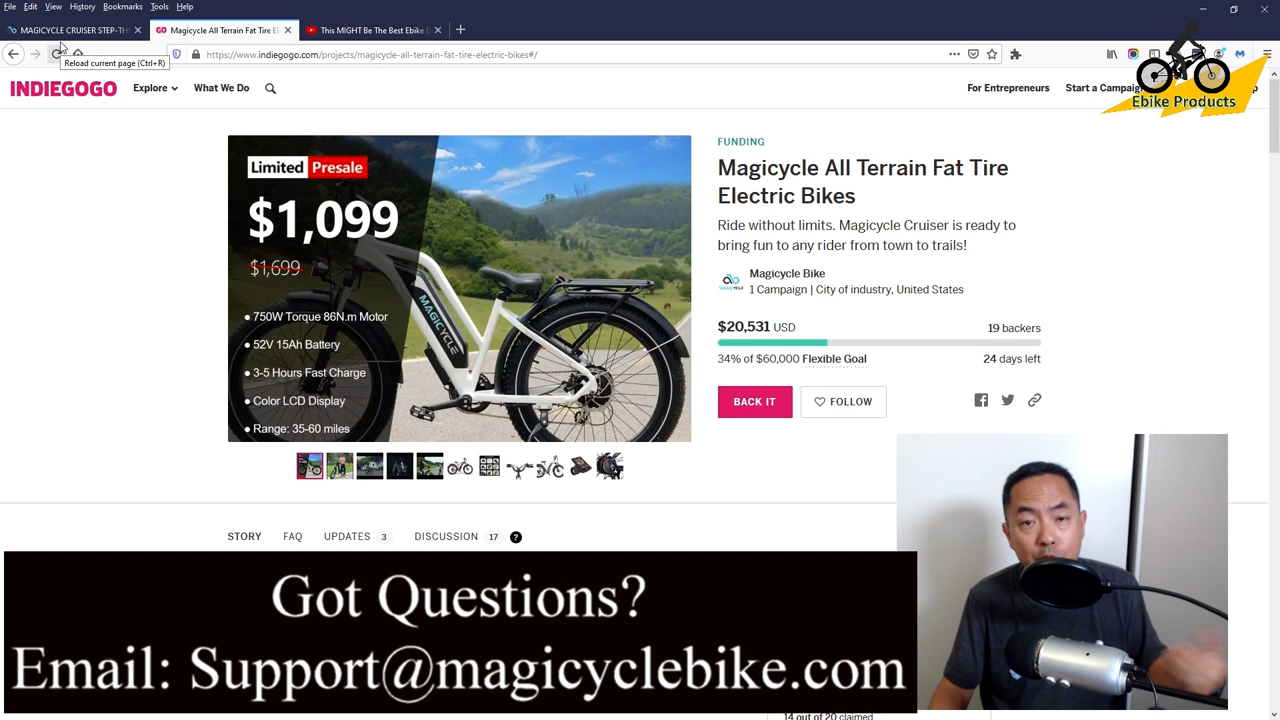 File Edit View History Bookmarks Tools Help
MAGICYCLE CRUISER STEP-TH
Magicycle All Terrain Fat Tire El
This MIGHT Be The Best Ebike D
https://www.indiegogo.com/projects/magicycle-all-terrain-fat-tire-electric-bikes#/
Reload current page (Ctrl+R)
INDIEGOGO
Explore
What We Do
For Entrepreneurs
Start a Campaig
Ebike Products
Limited Presale
$1,099
$1,699
• 750W Torque 86N.m Motor
• 52V 15Ah Battery
• 3-5 Hours Fast Charge
• Color LCD Display
• Range: 35-60 miles
MAGICYCLE
FUNDING
Magicycle All Terrain Fat Tire
Electric Bikes
Ride without limits. Magicycle Cruiser is ready to
bring fun to any rider from town to trails!
Magicycle Bike
1 Campaign | City of industry, United States
$20,531 USD
19 backers
34% of $60,000 Flexible Goal
24 days left
BACK IT
FOLLOW
STORY
FAQ
UPDATES 3
DISCUSSION 17
?
Got Questions?
Email: Support@magicyclebike.com
14 out of 20 claimed